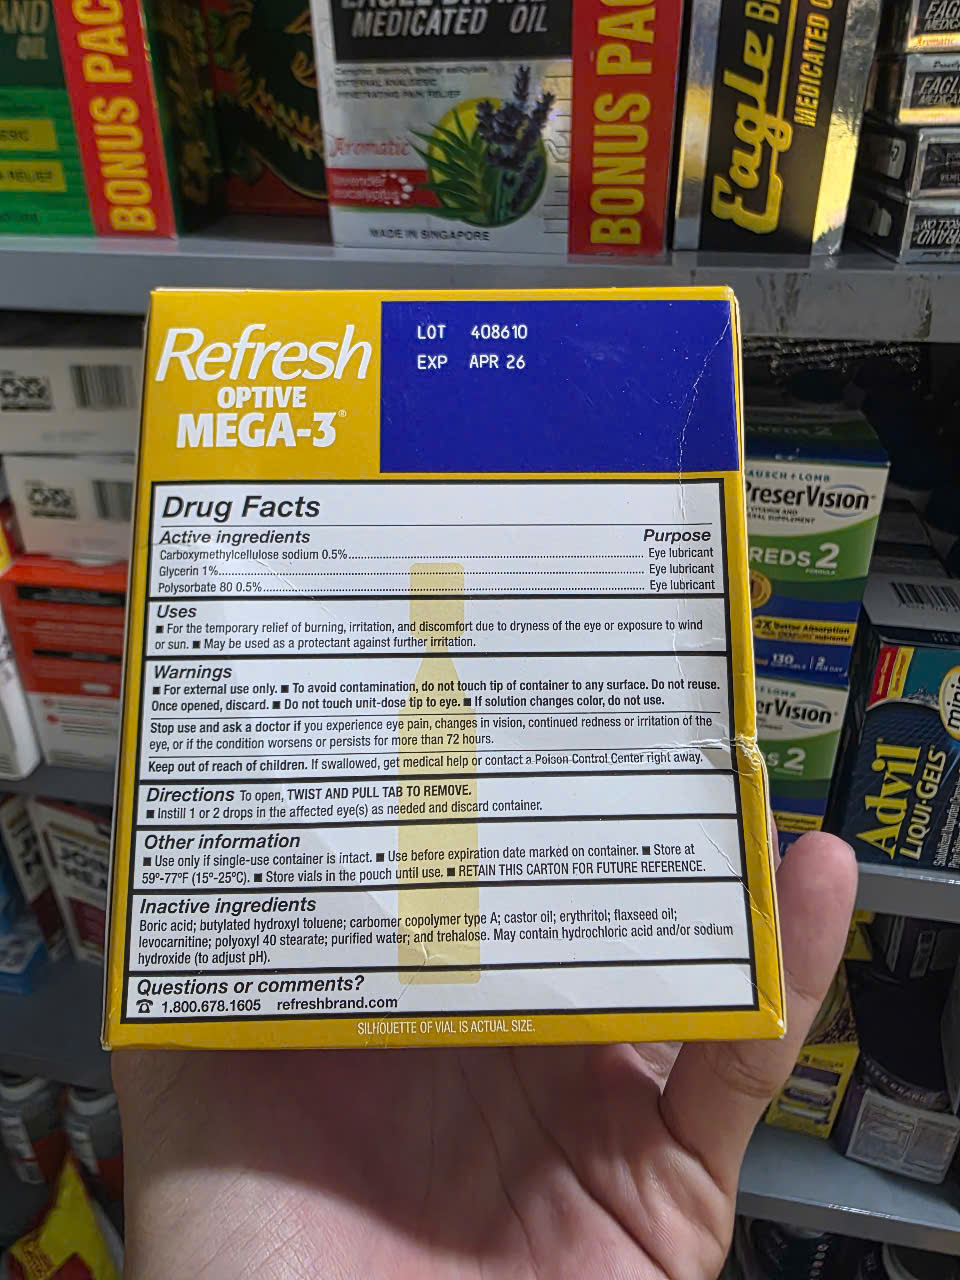 BONUS PAC
MEDICATED OIL
Aromatic
lavender
eucalyptus
MADE IN SINGAPORE
BONUS PA
Eagle B
MEDICATED O
Refresh
OPTIVE
MEGA-3®
LOT 408610
EXP APR 26
Drug Facts
Active ingredients Purpose
Carboxymethylcellulose sodium 0.5%........ Eye lubricant
Glycerin 1%........ Eye lubricant
Polysorbate 80 0.5%........ Eye lubricant
Uses
■ For the temporary relief of burning, irritation, and discomfort due to dryness of the eye or exposure to wind
or sun. ■ May be used as a protectant against further irritation.
Warnings
■ For external use only. ■ To avoid contamination, do not touch tip of container to any surface. Do not reuse.
Once opened, discard. ■ Do not touch unit-dose tip to eye. ■ If solution changes color, do not use.
Stop use and ask a doctor if you experience eye pain, changes in vision, continued redness or irritation of the
eye, or if the condition worsens or persists for more than 72 hours.
Keep out of reach of children. If swallowed, get medical help or contact a Poison Control Center right away.
Directions To open, TWIST AND PULL TAB TO REMOVE.
■ Instill 1 or 2 drops in the affected eye(s) as needed and discard container.
Other information
■ Use only if single-use container is intact. ■ Use before expiration date marked on container. ■ Store at
59°-77°F (15°-25°C). ■ Store vials in the pouch until use. ■ RETAIN THIS CARTON FOR FUTURE REFERENCE.
Inactive ingredients
Boric acid; butylated hydroxyl toluene; carbomer copolymer type A; castor oil; erythritol; flaxseed oil;
levocarnitine; polyoxyl 40 stearate; purified water; and trehalose. May contain hydrochloric acid and/or sodium
hydroxide (to adjust pH).
Questions or comments?
☎ 1.800.678.1605 refreshbrand.com
SILHOUETTE OF VIAL IS ACTUAL SIZE.
BAUSCH + LOMB
PreserVision
REDS 2
2X Better Absorption
130
erVision
S 2
Advil
LIQUI-GELS
mini